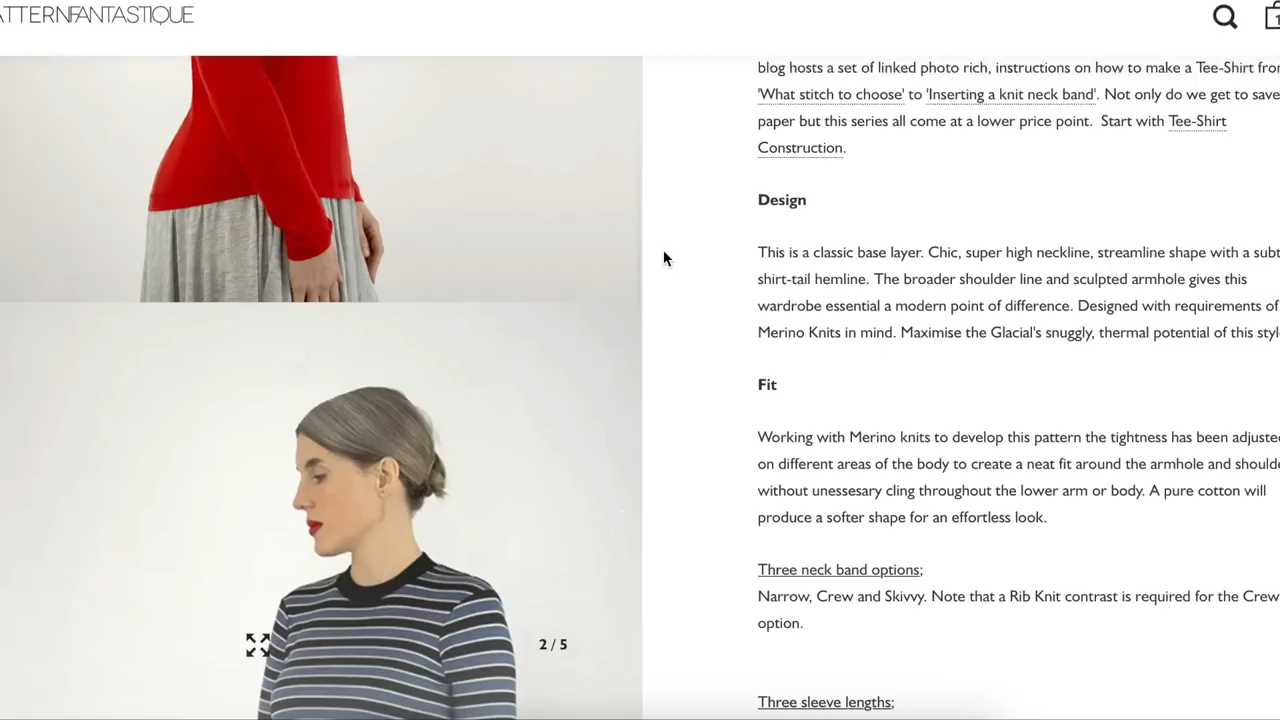 PATTERNFANTASTIQUE
1
blog hosts a set of linked photo rich, instructions on how to make a Tee-Shirt from
'What stitch to choose' to 'Inserting a knit neck band'. Not only do we get to save
paper but this series all come at a lower price point. Start with Tee-Shirt
Construction.
Design
This is a classic base layer. Chic, super high neckline, streamline shape with a
shirt-tail hemline. The broader shoulder line and sculpted armhole gives this
wardrobe essential a modern point of difference. Designed with requirements of
Merino Knits in mind. Maximise the Glacial's snuggly, thermal potential of this
Fit
Working with Merino knits to develop this pattern the tightness has been adjusted
on different areas of the body to create a neat fit around the armhole and
without unessesary cling throughout the lower arm or body. A pure cotton will
produce a softer shape for an effortless look.
Three neck band options;
Narrow, Crew and Skivvy. Note that a Rib Knit contrast is required for the Crew
option.
2 / 5
Three sleeve lengths;